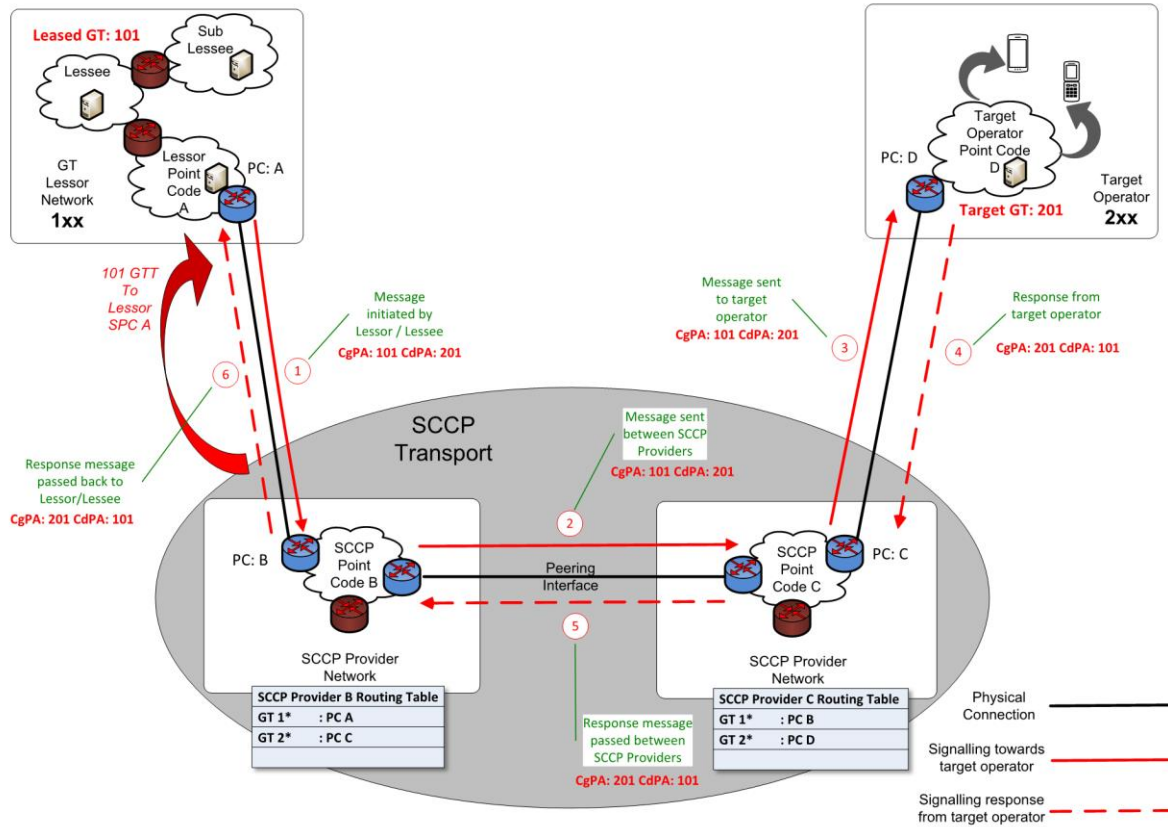 Leased GT: 101
Sub
Lessee
Lessee
Lessor
Point
Code
A
PC: A
GT
Lessor
Network
1xx
Target
Operator
Point Code
D
PC: D
Target GT: 201
Target
Operator
2xx
101 GTT
To
Lessor
SPC A
Message
initiated by
Lessor / Lessee
CgPA: 101 CdPA: 201
1
6
Message sent
to target
operator
CgPA: 101 CdPA: 201
3
Response from
target operator
CgPA: 201 CdPA: 101
4
SCCP
Transport
Message sent
between SCCP
Providers
CgPA: 101 CdPA: 201
Response message
passed back to
Lessor/Lessee
CgPA: 201 CdPA: 101
2
PC: B
SCCP
Point
Code B
Peering
Interface
SCCP
Point
Code C
PC: C
5
SCCP Provider
Network
SCCP Provider
Network
SCCP Provider B Routing Table
GT 1* : PC A
GT 2* : PC C
Response message
passed between
SCCP Providers
CgPA: 201 CdPA: 101
SCCP Provider C Routing Table
GT 1* : PC B
GT 2* : PC D
Physical
Connection
Signalling towards
target operator
Signalling response
from target operator